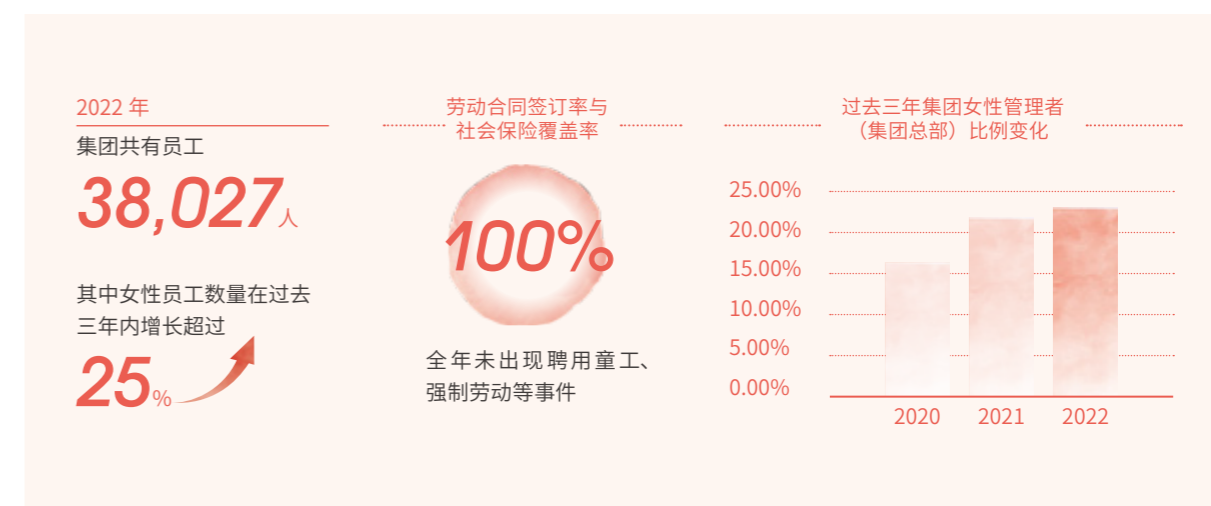 2022 年
集团共有员工
38,027人
其中女性员工数量在过去
三年内增长超过
25%
劳动合同签订率与
社会保险覆盖率
100%
全年未出现聘用童工、
强制劳动等事件
过去三年集团女性管理者
（集团总部）比例变化
25.00%
20.00%
15.00%
10.00%
5.00%
0.00%
2020 2021 2022